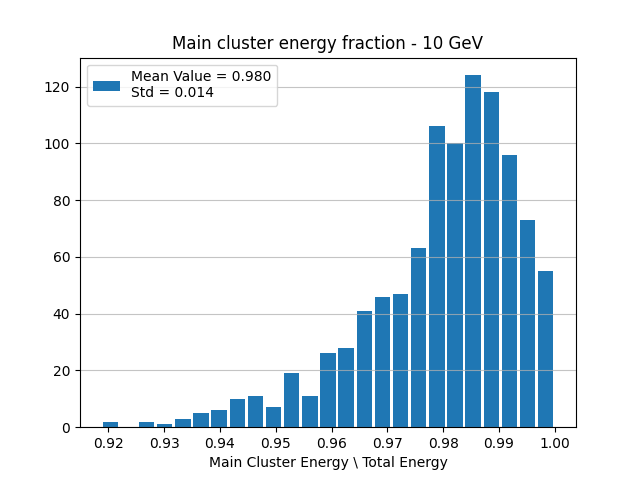 Main cluster energy fraction - 10 GeV
Mean Value = 0.980
Std = 0.014
120
100
80
60
40
20
0
0.92 0.93 0.94 0.95 0.96 0.97 0.98 0.99 1.00
Main Cluster Energy \ Total Energy